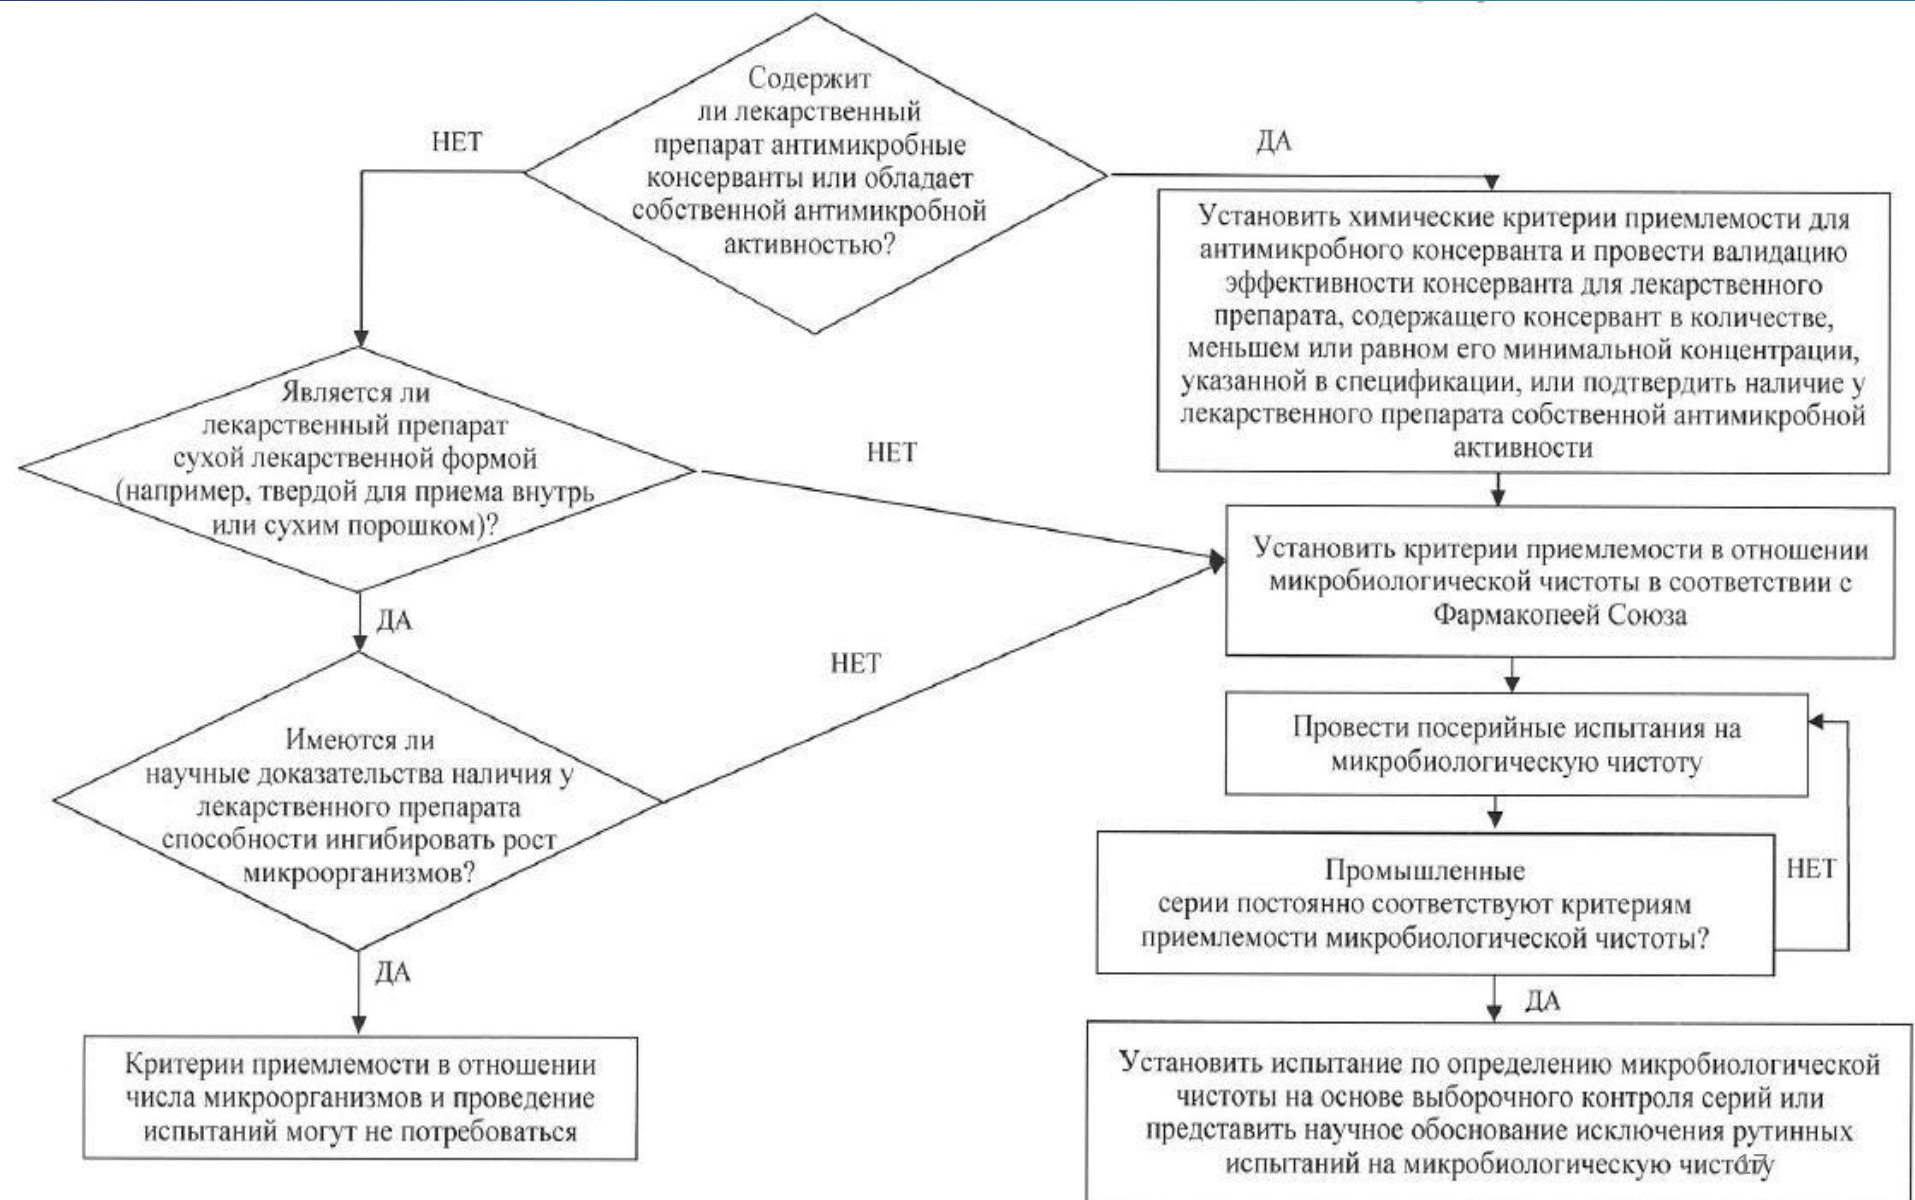 Содержит
ли лекарственный
препарат антимикробные
консерванты или обладает
собственной антимикробной
активностью?
НЕТ
ДА
Установить химические критерии приемлемости для
антимикробного консерванта и провести валидацию
эффективности консерванта для лекарственного
препарата, содержащего консервант в количестве,
меньшем или равном его минимальной концентрации,
указанной в спецификации, или подтвердить наличие у
лекарственного препарата собственной антимикробной
активности
Является ли
лекарственный препарат
сухой лекарственной формой
(например, твердой для приема внутрь
или сухим порошком)?
НЕТ
ДА
Установить критерии приемлемости в отношении
микробиологической чистоты в соответствии с
Фармакопеей Союза
Имеются ли
научные доказательства наличия у
лекарственного препарата
способности ингибировать рост
микроорганизмов?
НЕТ
ДА
Провести посерийные испытания на
микробиологическую чистоту
Промышленные
серии постоянно соответствуют критериям
приемлемости микробиологической чистоты?
НЕТ
ДА
Критерии приемлемости в отношении
числа микроорганизмов и проведение
испытаний могут не потребоваться
Установить испытание по определению микробиологической
чистоты на основе выборочного контроля серий или
представить научное обоснование исключения рутинных
испытаний на микробиологическую чистоту
17